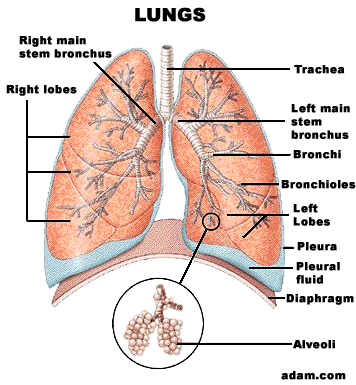 LUNGS
Right main
stem bronchus
Trachea
Right lobes
Left main
stem
bronchus
Bronchi
Bronchioles
Left
Lobes
Pleura
Pleural
fluid
Diaphragm
Alveoli
adam.com